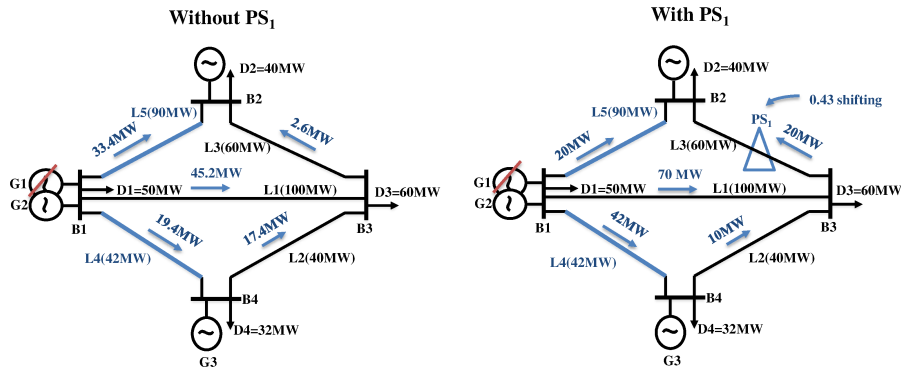 Without PS1
D2=40MW
B2
L5(90MW)
33.4MW
2.6MW
L3(60MW)
45.2MW
G1
D1=50MW
L1(100MW)
D3=60MW
G2
B1
B3
19.4MW
17.4MW
L4(42MW)
L2(40MW)
B4
D4=32MW
G3
With PS1
D2=40MW
B2
0.43 shifting
L5(90MW)
PS1
20MW
20MW
L3(60MW)
70 MW
G1
D1=50MW
L1(100MW)
D3=60MW
G2
B1
B3
42MW
10MW
L4(42MW)
L2(40MW)
B4
D4=32MW
G3